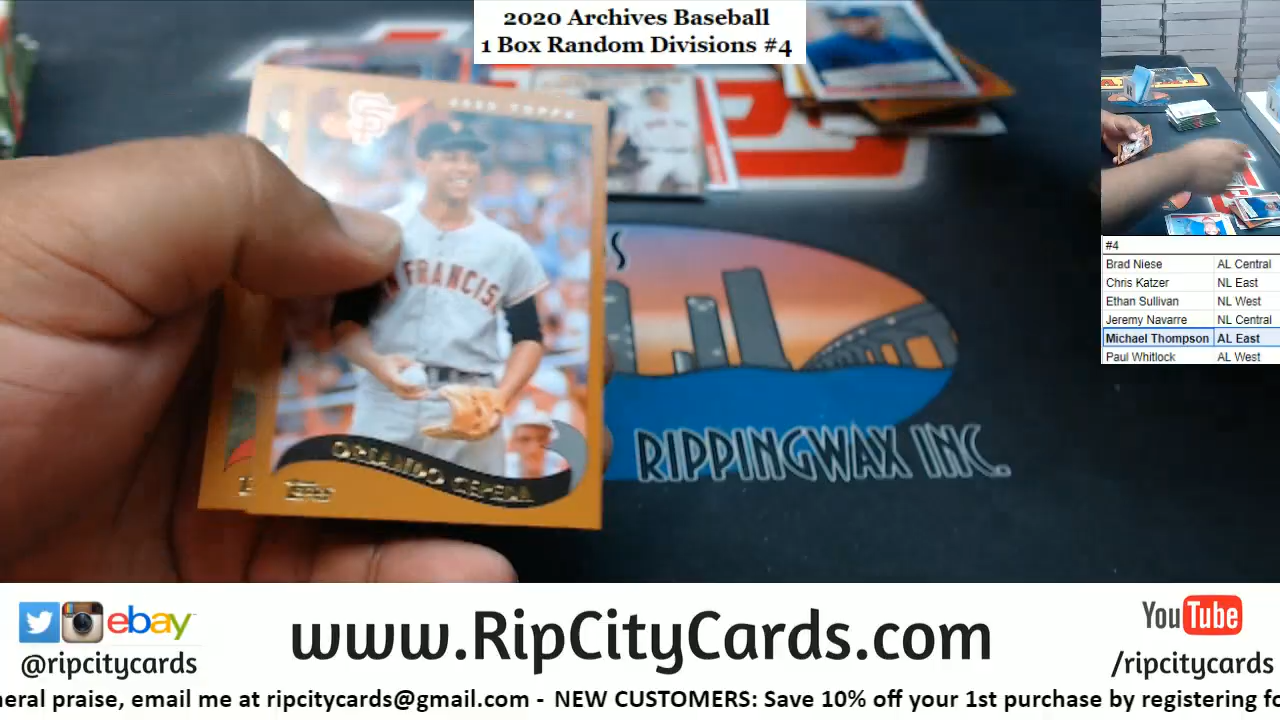 2020 Archives Baseball
1 Box Random Divisions #4
2020 TOPPS
SF
FRANCIS
ORLANDO CEPEDA
TOPPS
RIPPINGWAX INC.
#4
Brad Niese AL Central
Chris Katzer NL East
Ethan Sullivan NL West
Jeremy Navarre NL Central
Michael Thompson AL East
Paul Whitlock AL West
ebay
@ripcitycards
www.RipCityCards.com
YouTube
/ripcitycards
neral praise, email me at ripcitycards@gmail.com - NEW CUSTOMERS: Save 10% off your 1st purchase by registering fo